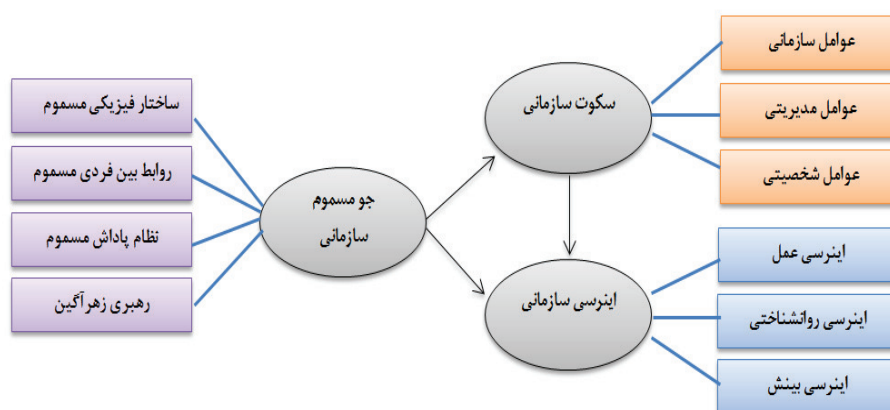 ساختار فیزیکی مسموم
روابط بین فردی مسموم
نظام پاداش مسموم
رهبری زهرآگین
جو مسموم
سازمانی
سکوت سازمانی
اینرسی سازمانی
عوامل سازمانی
عوامل مدیریتی
عوامل شخصیتی
اینرسی عمل
اینرسی روانشناختی
اینرسی بینش